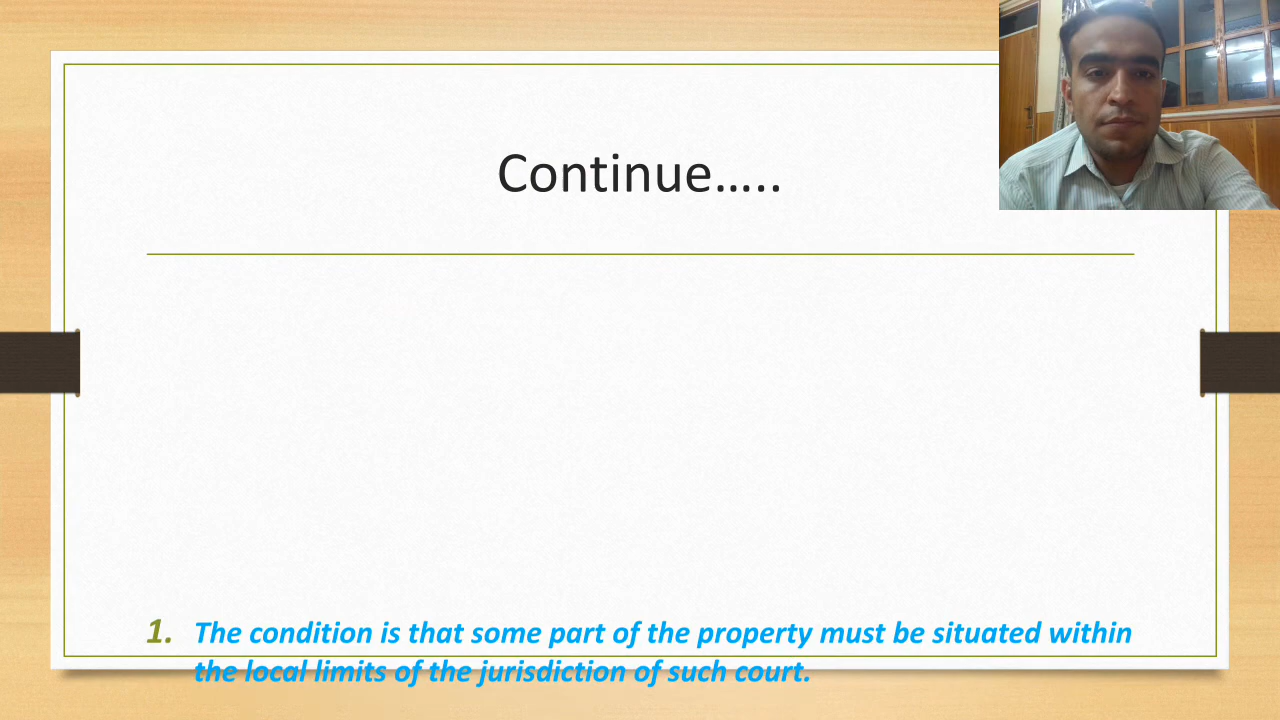 Continue…..
1. The condition is that some part of the property must be situated within
the local limits of the jurisdiction of such court.